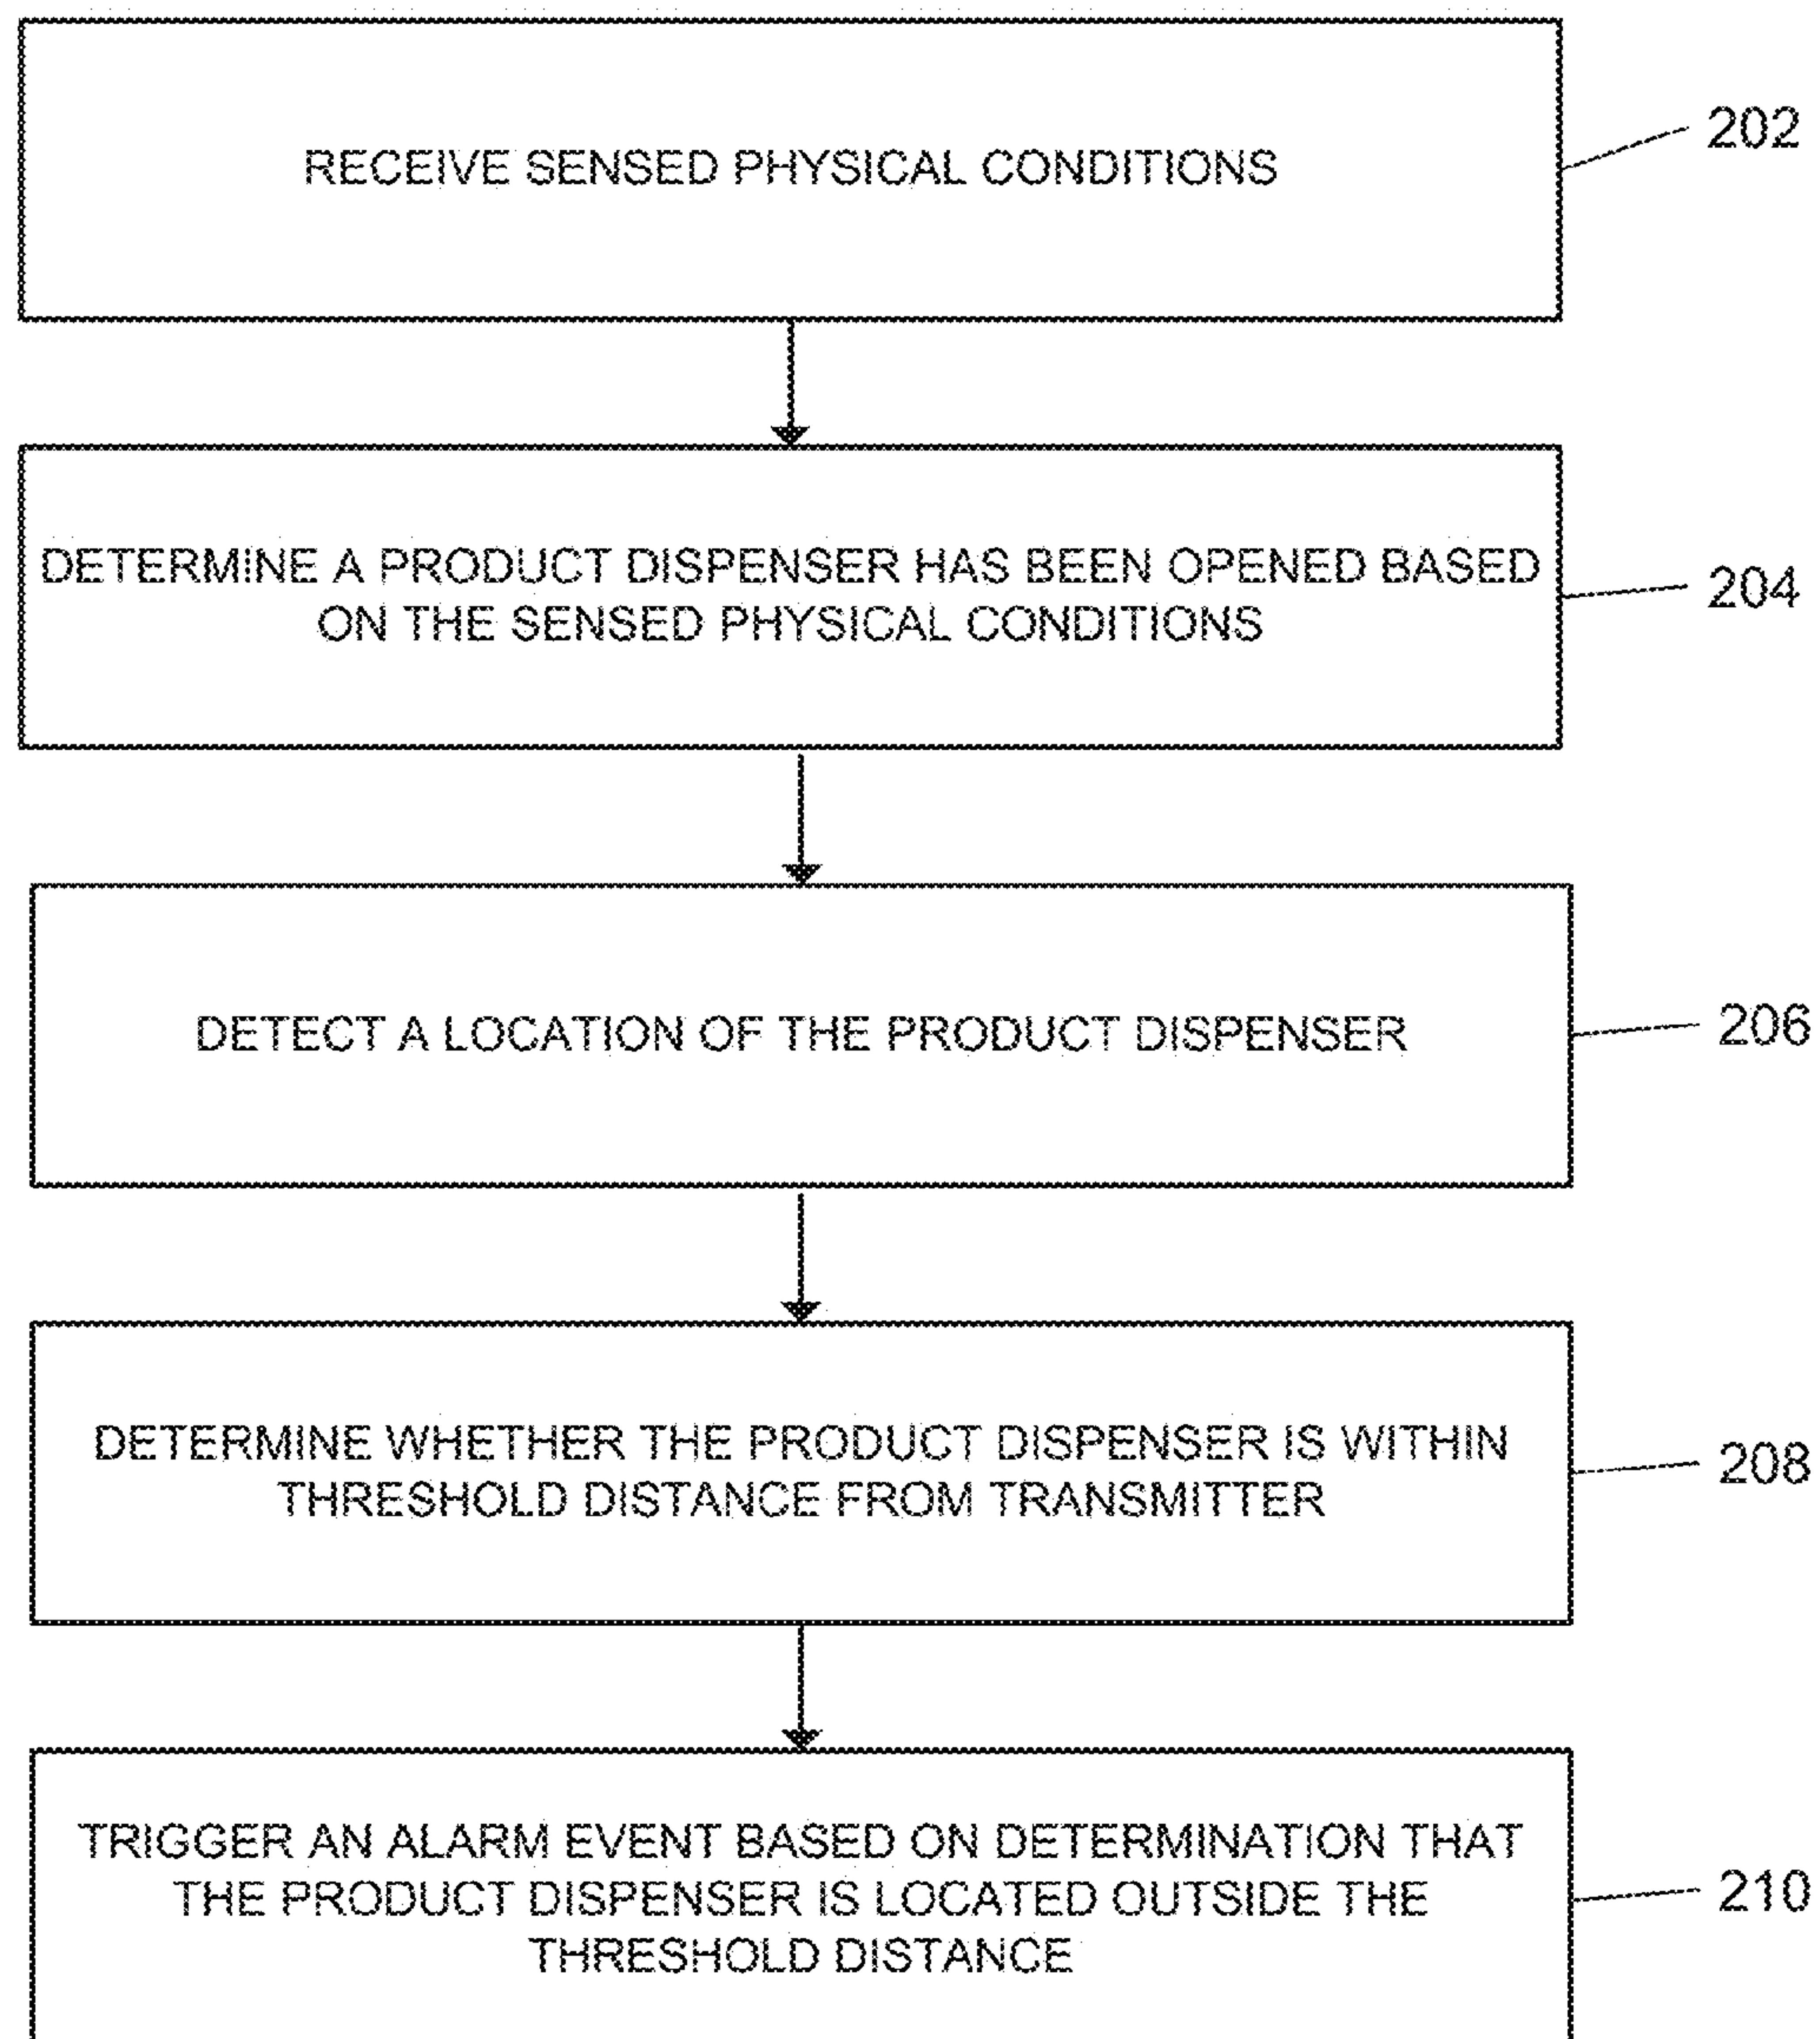 RECEIVE SENSED PHYSICAL CONDITIONS
202
DETERMINE A PRODUCT DISPENSER HAS BEEN OPENED BASED
ON THE SENSED PHYSICAL CONDITIONS
204
DETECT A LOCATION OF THE PRODUCT DISPENSER
206
DETERMINE WHETHER THE PRODUCT DISPENSER IS WITHIN
THRESHOLD DISTANCE FROM TRANSMITTER
208
TRIGGER AN ALARM EVENT BASED ON DETERMINATION THAT
THE PRODUCT DISPENSER IS LOCATED OUTSIDE THE
THRESHOLD DISTANCE
210